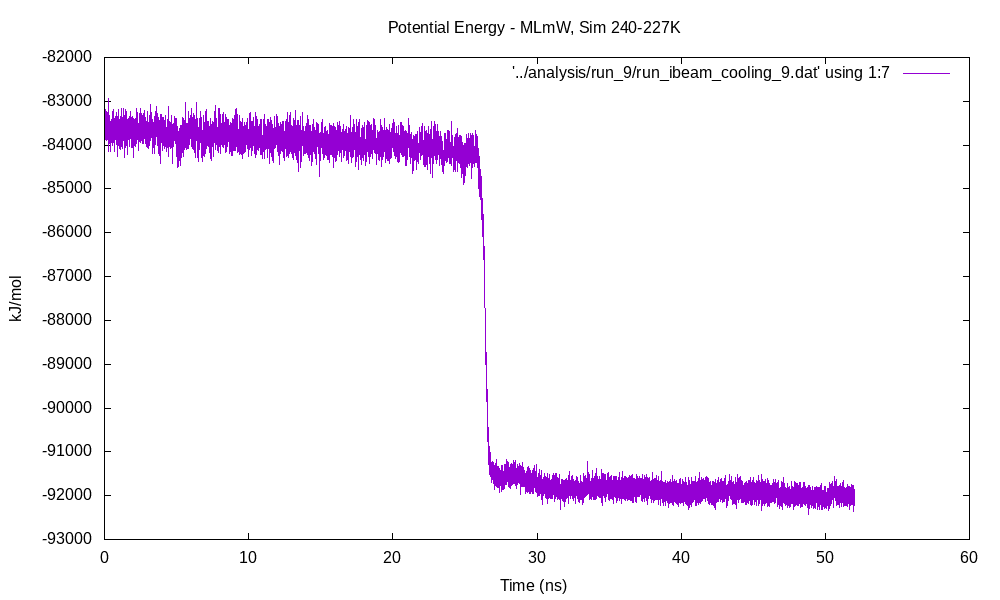 Potential Energy - MLmW, Sim 240-227K
'../analysis/run_9/run_ibeam_cooling_9.dat' using 1:7
-82000
-83000
-84000
-85000
-86000
-87000
-88000
-89000
-90000
-91000
-92000
-93000
kJ/mol
0 10 20 30 40 50 60
Time (ns)